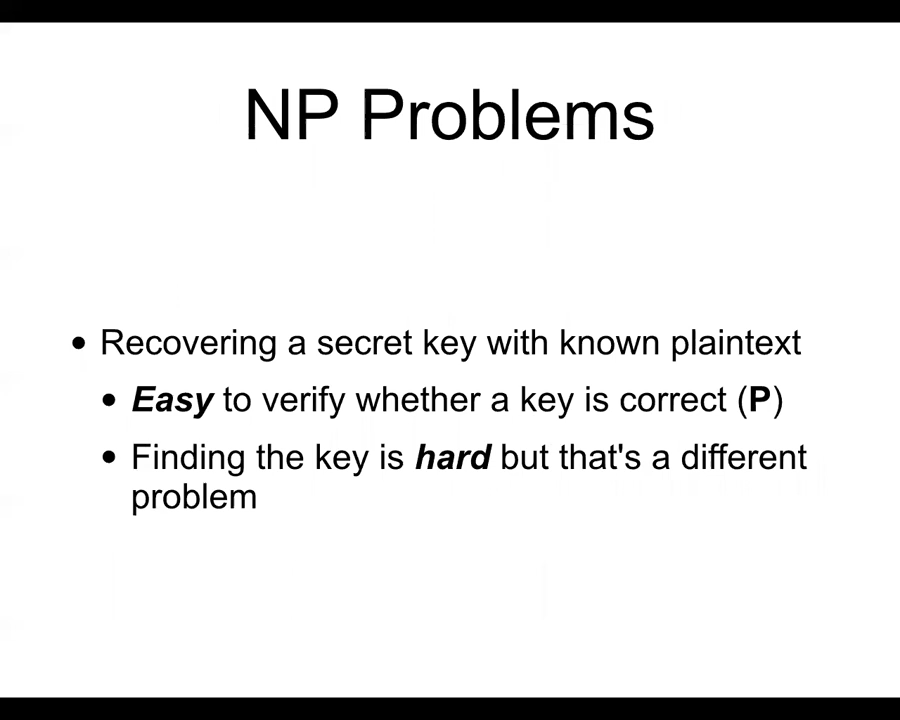 NP Problems
• Recovering a secret key with known plaintext
• Easy to verify whether a key is correct (P)
• Finding the key is hard but that's a different
problem